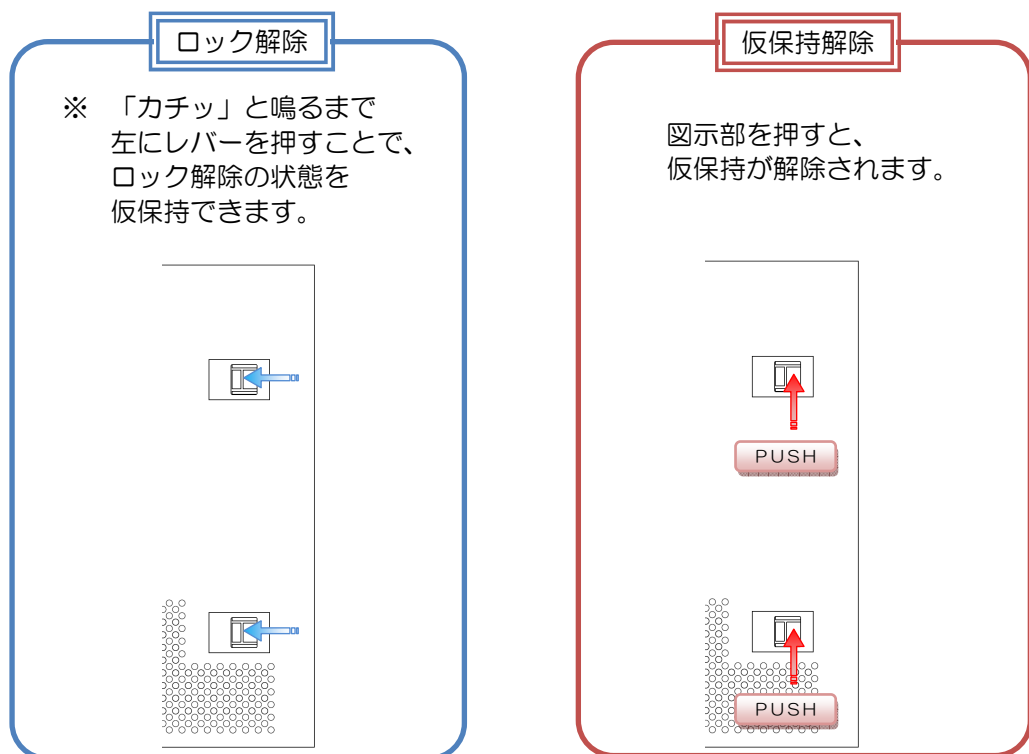 ロック解除
※ 「カチッ」と鳴るまで
左にレバーを押すことで、
ロック解除の状態を
仮保持できます。
仮保持解除
図示部を押すと、
仮保持が解除されます。
PUSH
PUSH